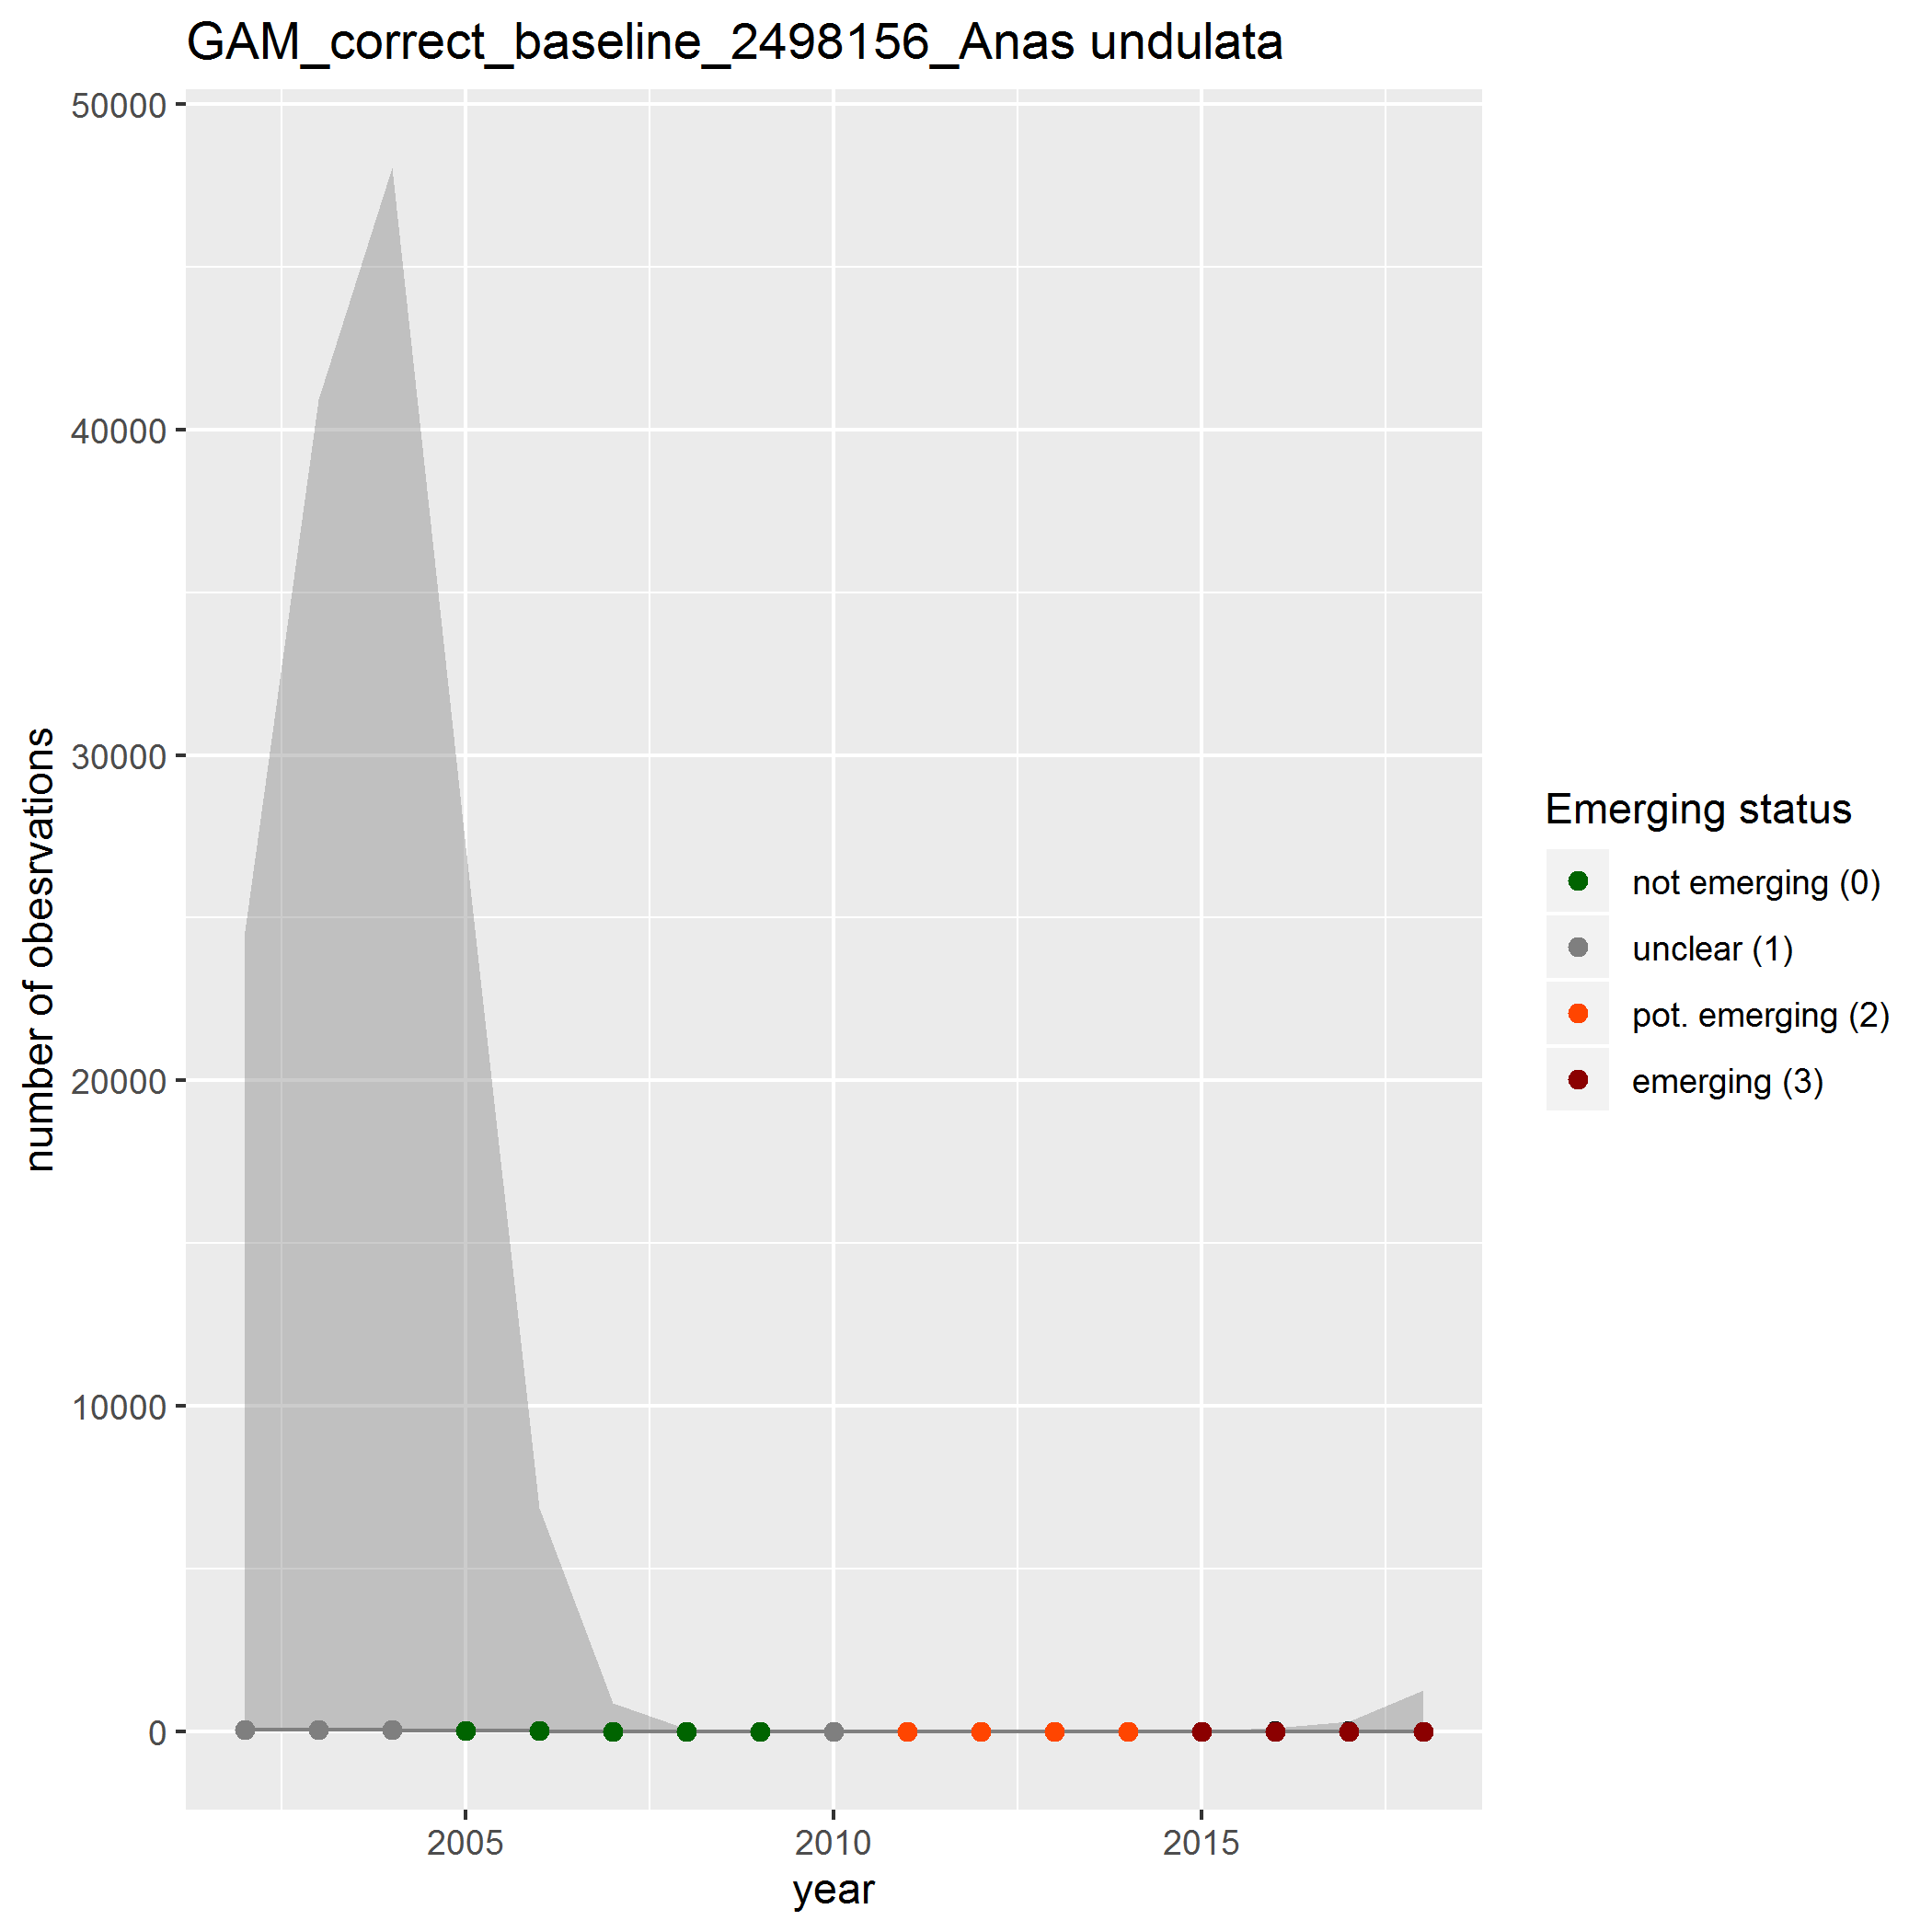 GAM_correct_baseline_2498156_Anas undulata
50000
40000
30000
20000
10000
0
number of obesrvations
2005
2010
2015
year
Emerging status
not emerging (0)
unclear (1)
pot. emerging (2)
emerging (3)